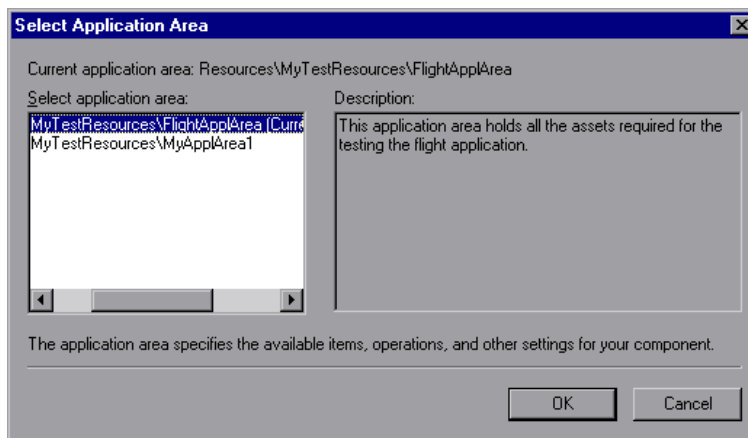 Select Application Area
Current application area: Resources\MyTestResources\FlightApplArea
Select application area:
Description:
MyTestResources\FlightApplArea (Curre
MyTestResources\MyApplArea1
This application area holds all the assets required for the
testing the flight application.
The application area specifies the available items, operations, and other settings for your component.
OK
Cancel